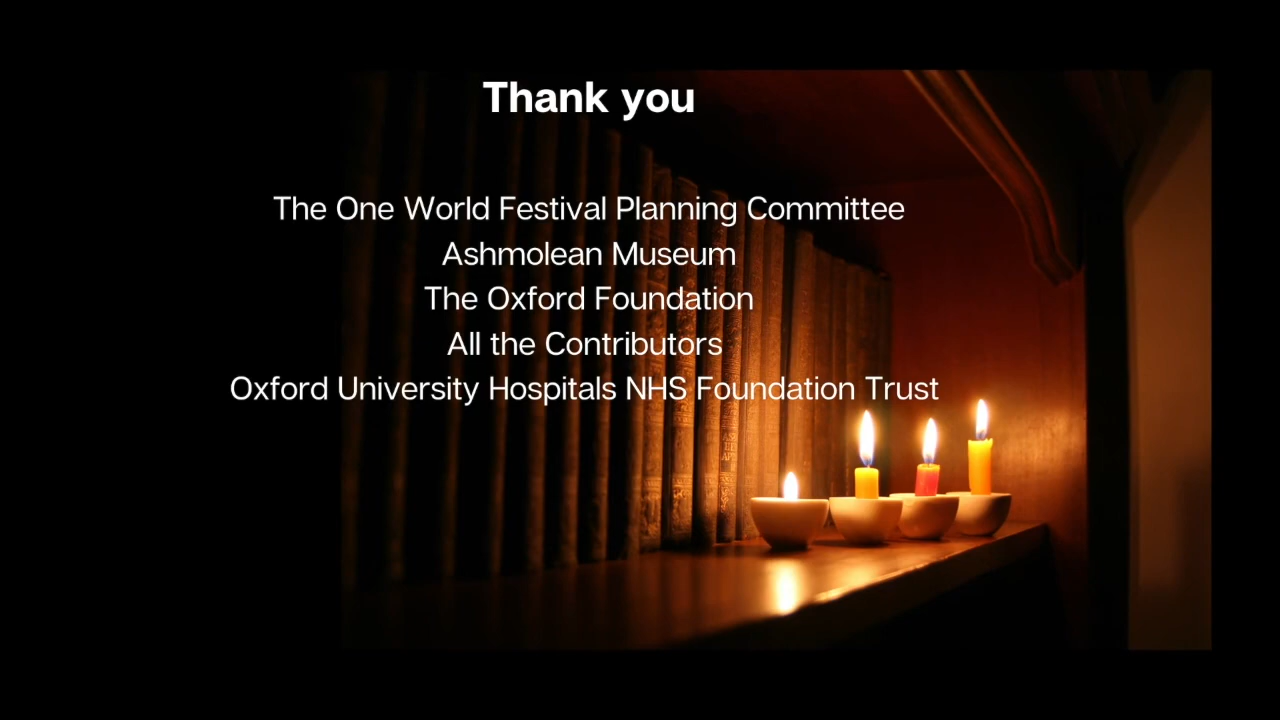 Thank you
The One World Festival Planning Committee
Ashmolean Museum
The Oxford Foundation
All the Contributors
Oxford University Hospitals NHS Foundation Trust